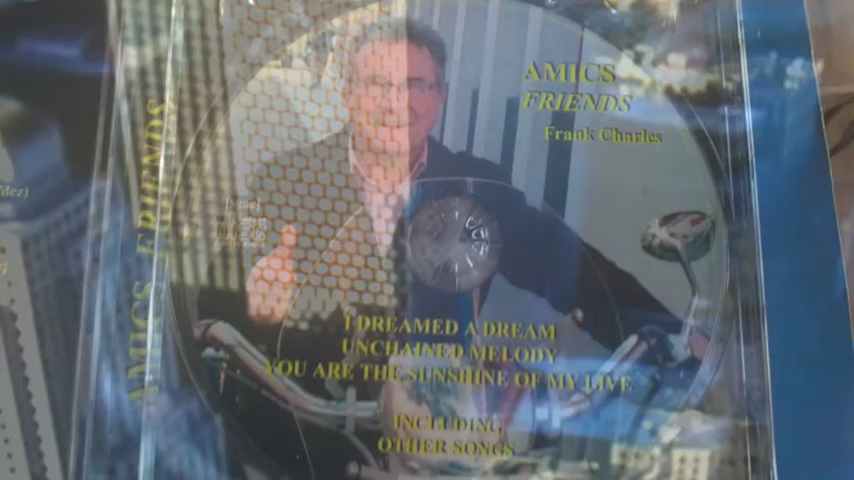 AMICS
FRIENDS
Frank Charles
AMICS FRIENDS
I DREAMED A DREAM
UNCHAINED MELODY
YOU ARE THE SUNSHINE OF MY LIVE
INCLUDING,
OTHER SONGS